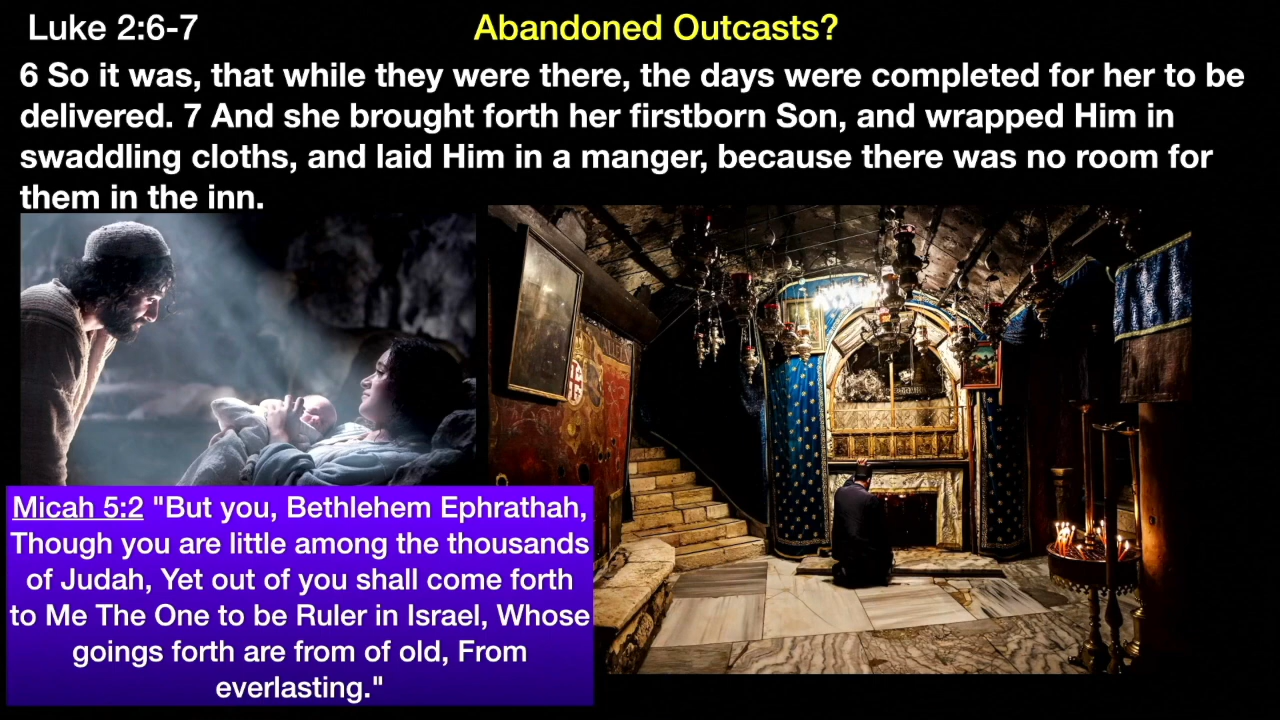 Luke 2:6-7
Abandoned Outcasts?
6 So it was, that while they were there, the days were completed for her to be
delivered. 7 And she brought forth her firstborn Son, and wrapped Him in
swaddling cloths, and laid Him in a manger, because there was no room for
them in the inn.
Micah 5:2 "But you, Bethlehem Ephrathah,
Though you are little among the thousands
of Judah, Yet out of you shall come forth
to Me The One to be Ruler in Israel, Whose
goings forth are from of old, From
everlasting."